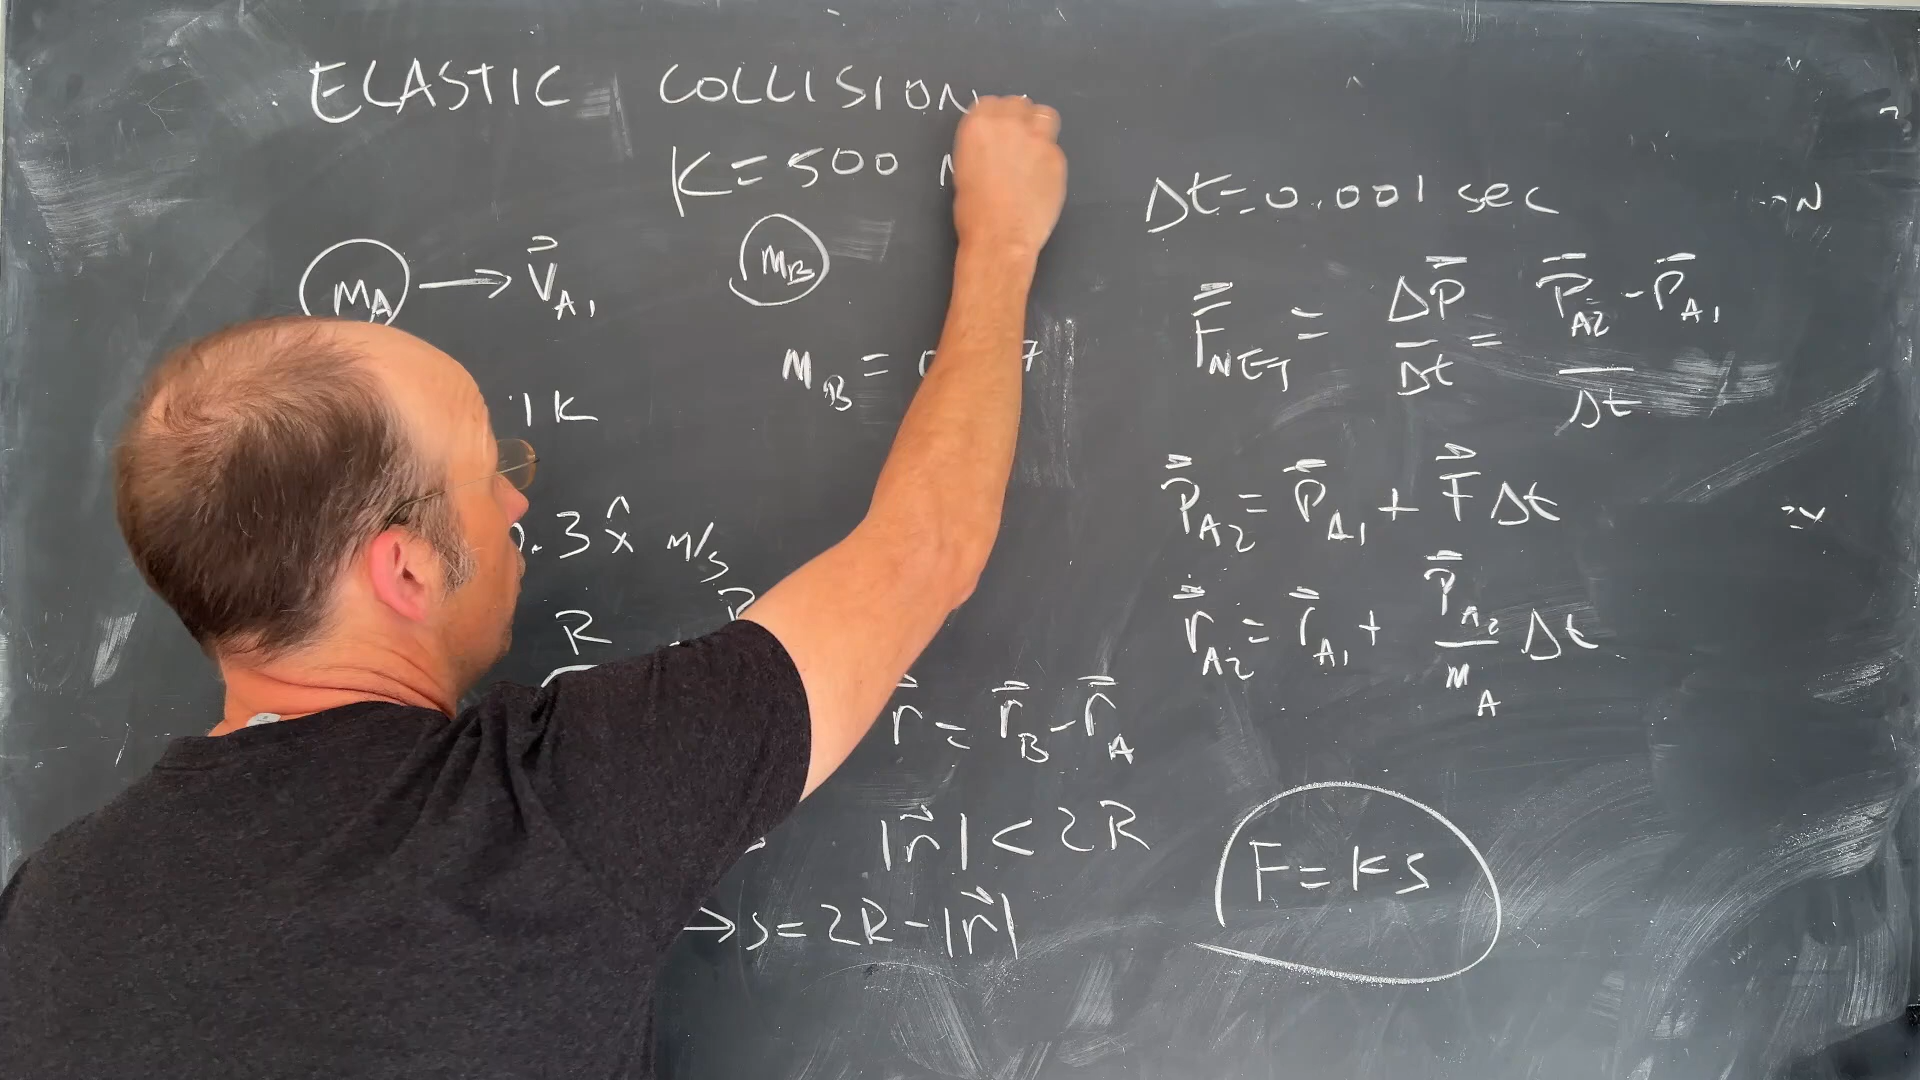 ELASTIC COLLISION
K = 500
Δt = 0.001 sec
M_A → V⃗_A1
M_B
F⃗_NET = ΔP⃗/Δt = (P⃗_A2 - P⃗_A1)/Δt
M_B =
1 K
P⃗_A2 = P⃗_A1 + F⃗ Δt
.3 x̂ M/S
r⃗_A2 = r⃗_A1 + (P⃗_A2/M_A) Δt
R
r⃗ = r⃗_B - r⃗_A
|r⃗| < 2R
F = KS
→ S = 2R - |r⃗|